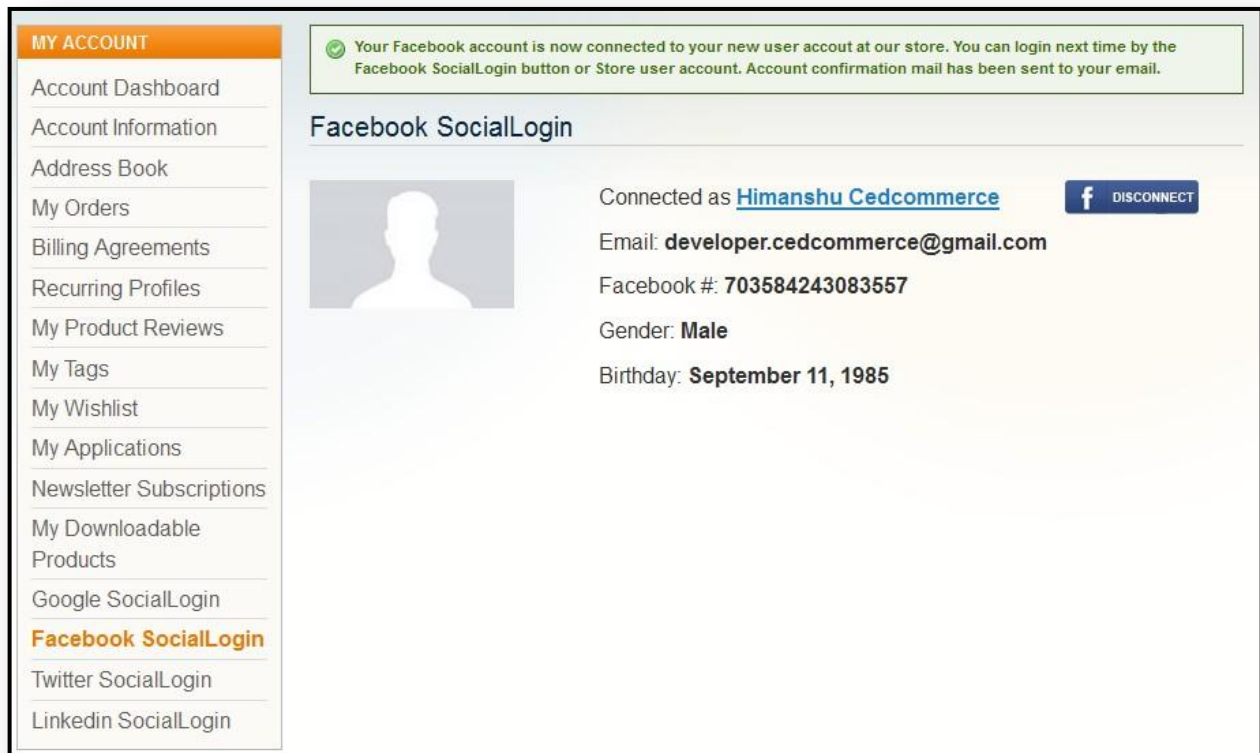 MY ACCOUNT
Account Dashboard
Account Information
Address Book
My Orders
Billing Agreements
Recurring Profiles
My Product Reviews
My Tags
My Wishlist
My Applications
Newsletter Subscriptions
My Downloadable
Products
Google SocialLogin
Facebook SocialLogin
Twitter SocialLogin
Linkedin SocialLogin
Your Facebook account is now connected to your new user accout at our store. You can login next time by the
Facebook SocialLogin button or Store user account. Account confirmation mail has been sent to your email.
Facebook SocialLogin
Connected as Himanshu Cedcommerce
f DISCONNECT
Email: developer.cedcommerce@gmail.com
Facebook #: 703584243083557
Gender: Male
Birthday: September 11, 1985